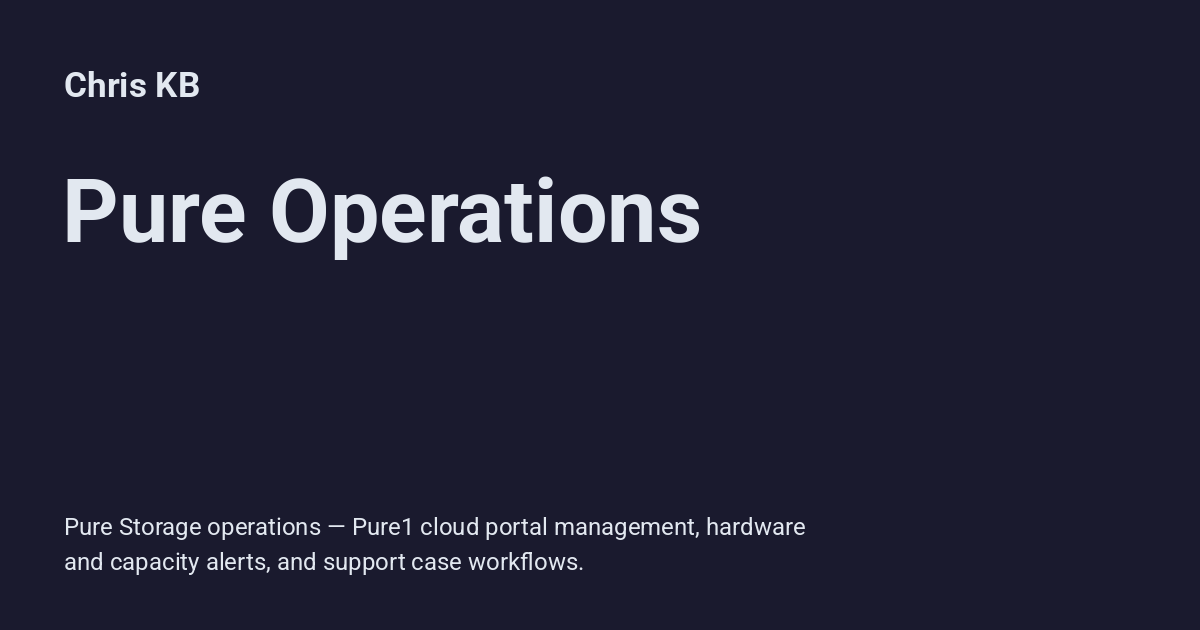 Chris KB
Pure Operations
Pure Storage operations — Pure1 cloud portal management, hardware
and capacity alerts, and support case workflows.